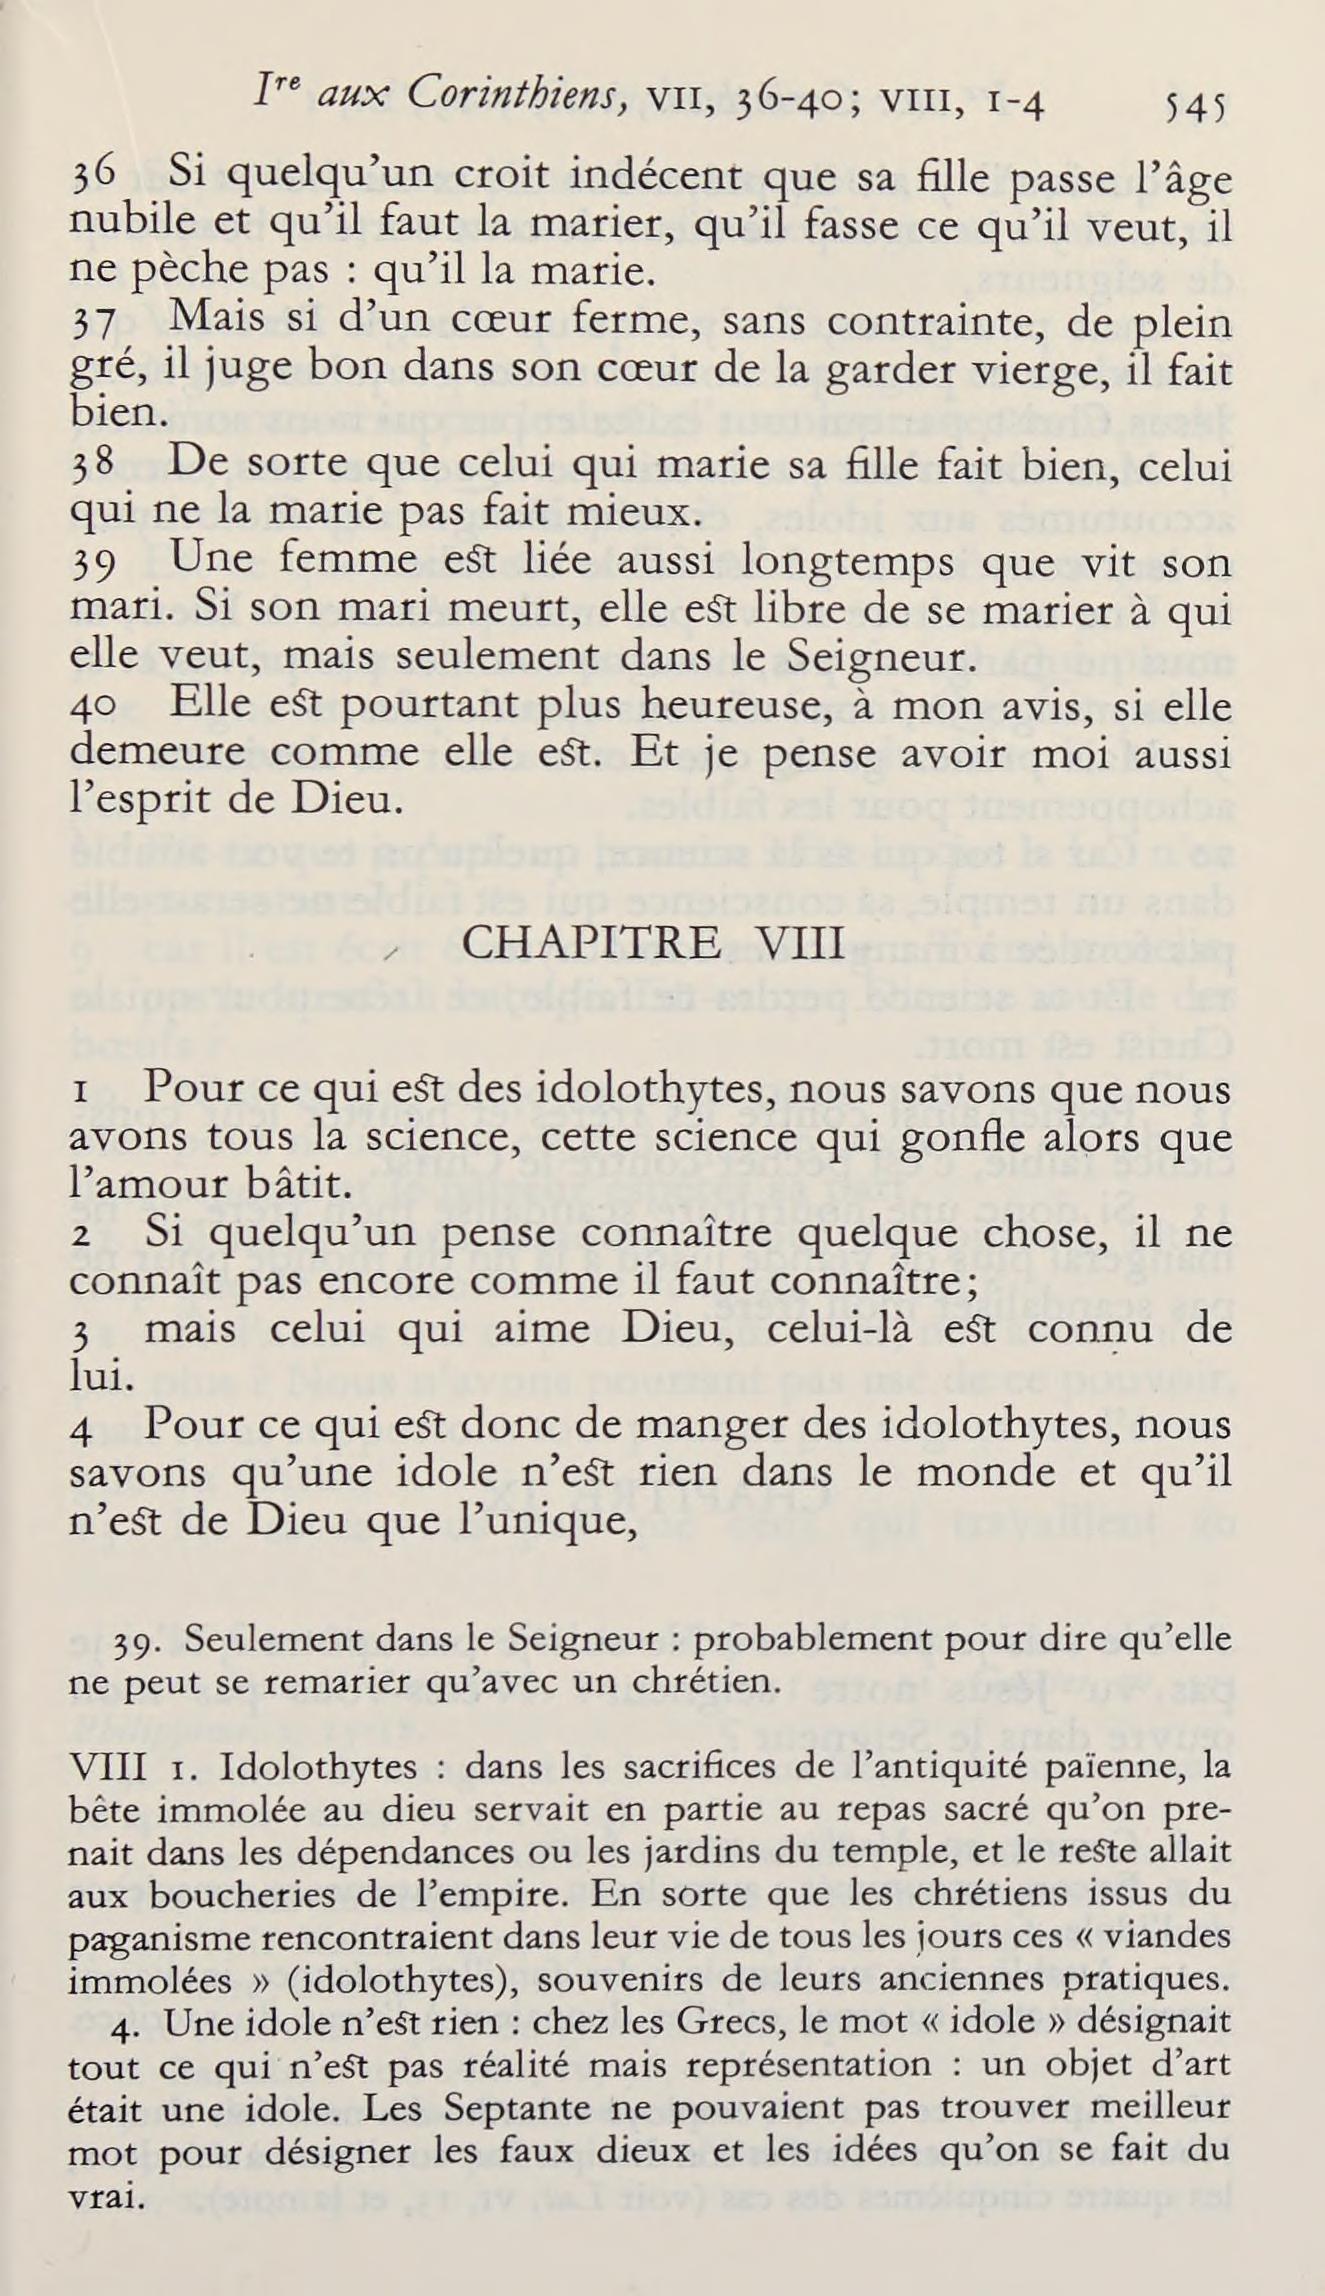 Iʳᵉ aux Corinthiens, VII, 36-40; VIII, 1-4 545
36 Si quelqu’un croit indécent que sa fille passe l’âge
nubile et qu’il faut la marier, qu’il fasse ce qu’il veut, il
ne pèche pas : qu’il la marie.
37 Mais si d’un cœur ferme, sans contrainte, de plein
gré, il juge bon dans son cœur de la garder vierge, il fait
bien.
38 De sorte que celui qui marie sa fille fait bien, celui
qui ne la marie pas fait mieux.
39 Une femme est liée aussi longtemps que vit son
mari. Si son mari meurt, elle est libre de se marier à qui
elle veut, mais seulement dans le Seigneur.
40 Elle est pourtant plus heureuse, à mon avis, si elle
demeure comme elle est. Et je pense avoir moi aussi
l’esprit de Dieu.
CHAPITRE VIII
1 Pour ce qui est des idolothytes, nous savons que nous
avons tous la science, cette science qui gonfle alors que
l’amour bâtit.
2 Si quelqu’un pense connaître quelque chose, il ne
connaît pas encore comme il faut connaître;
3 mais celui qui aime Dieu, celui-là est connu de
lui.
4 Pour ce qui est donc de manger des idolothytes, nous
savons qu’une idole n’est rien dans le monde et qu’il
n’est de Dieu que l’unique,
39. Seulement dans le Seigneur : probablement pour dire qu’elle
ne peut se remarier qu’avec un chrétien.
VIII 1. Idolothytes : dans les sacrifices de l’antiquité païenne, la
bête immolée au dieu servait en partie au repas sacré qu’on pre-
nait dans les dépendances ou les jardins du temple, et le reste allait
aux boucheries de l’empire. En sorte que les chrétiens issus du
paganisme rencontraient dans leur vie de tous les jours ces « viandes
immolées » (idolothytes), souvenirs de leurs anciennes pratiques.
4. Une idole n’est rien : chez les Grecs, le mot « idole » désignait
tout ce qui n’est pas réalité mais représentation : un objet d’art
était une idole. Les Septante ne pouvaient pas trouver meilleur
mot pour désigner les faux dieux et les idées qu’on se fait du
vrai.